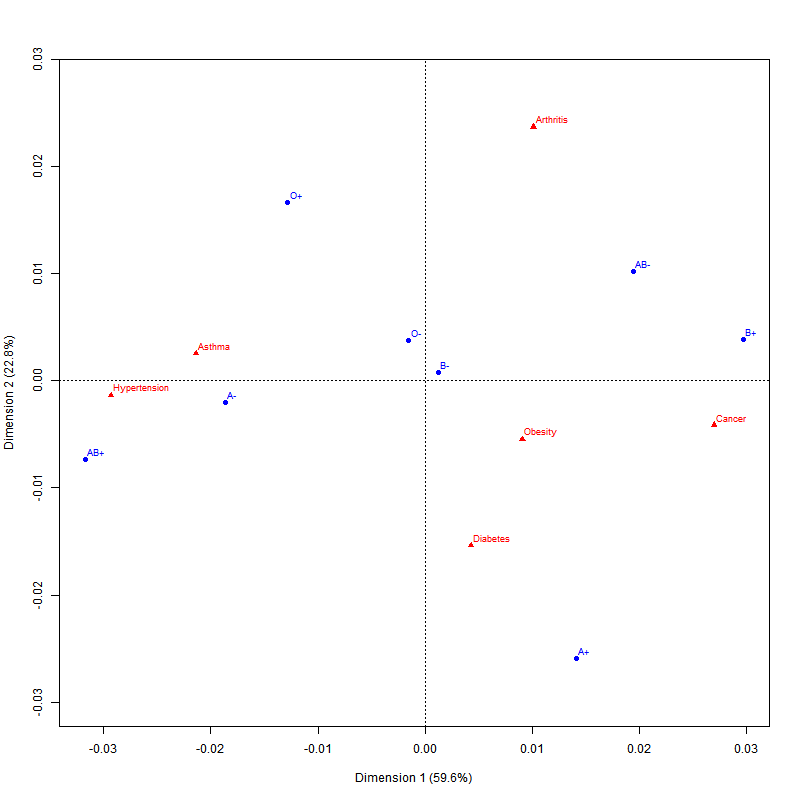 0.03
Arthritis
0.02
O+
AB-
0.01
B+
O-
Asthma
B-
0.00
Hypertension
A-
Cancer
Obesity
AB+
-0.01
Diabetes
-0.02
A+
-0.03
Dimension 2 (22.8%)
-0.03 -0.02 -0.01 0.00 0.01 0.02 0.03
Dimension 1 (59.6%)